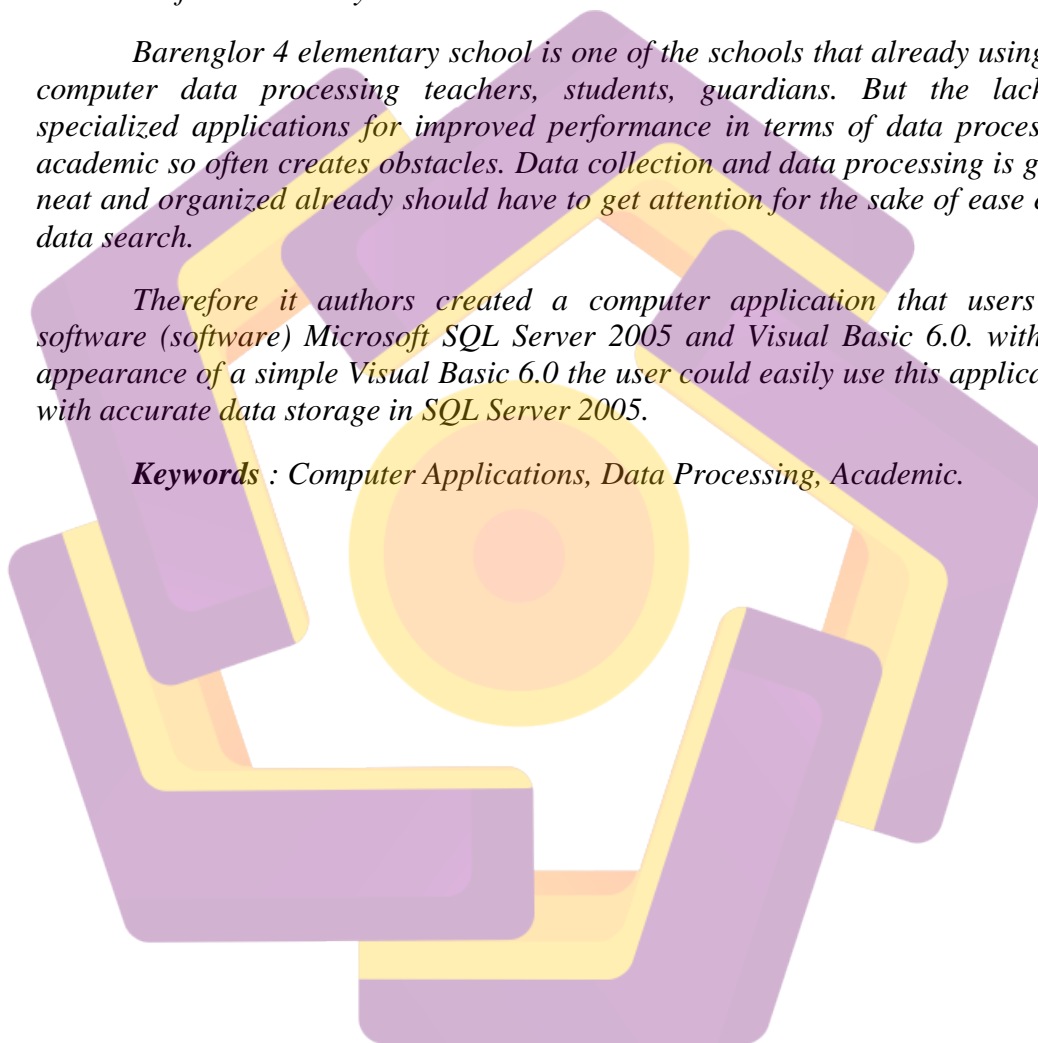 Barenglor 4 elementary school is one of the schools that already using
computer data processing teachers, students, guardians. But the lack
specialized applications for improved performance in terms of data
academic so often creates obstacles. Data collection and data processing is
neat and organized already should have to get attention for the sake of ease
data search.
Therefore it authors created a computer application that users
software (software) Microsoft SQL Server 2005 and Visual Basic 6.0. with
appearance of a simple Visual Basic 6.0 the user could easily use this
with accurate data storage in SQL Server 2005.
Keywords : Computer Applications, Data Processing, Academic.